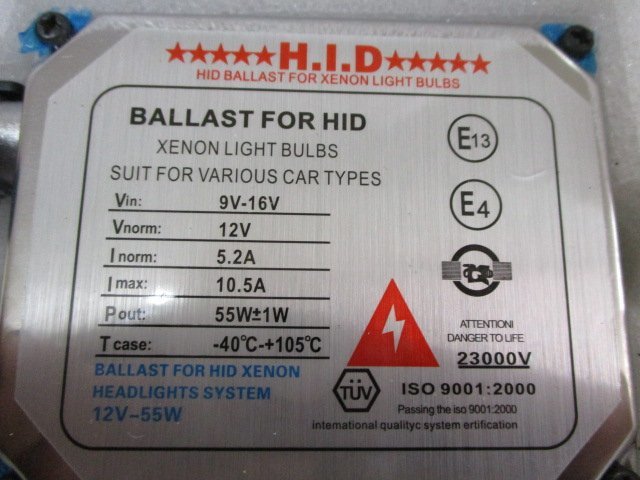 ★★★★★H.I.D★★★★★
HID BALLAST FOR XENON LIGHT BULBS
BALLAST FOR HID
XENON LIGHT BULBS
SUIT FOR VARIOUS CAR TYPES
Vin: 9V-16V
Vnorm: 12V
I norm: 5.2A
I max: 10.5A
Pout: 55W±1W
T case: -40℃-+105℃
BALLAST FOR HID XENON
HEADLIGHTS SYSTEM
12V-55W
E13
E4
ATTENTIONI
DANGER TO LIFE
23000V
TÜV
ISO 9001:2000
Passing the iso 9001:2000
international qualityc system ertification)